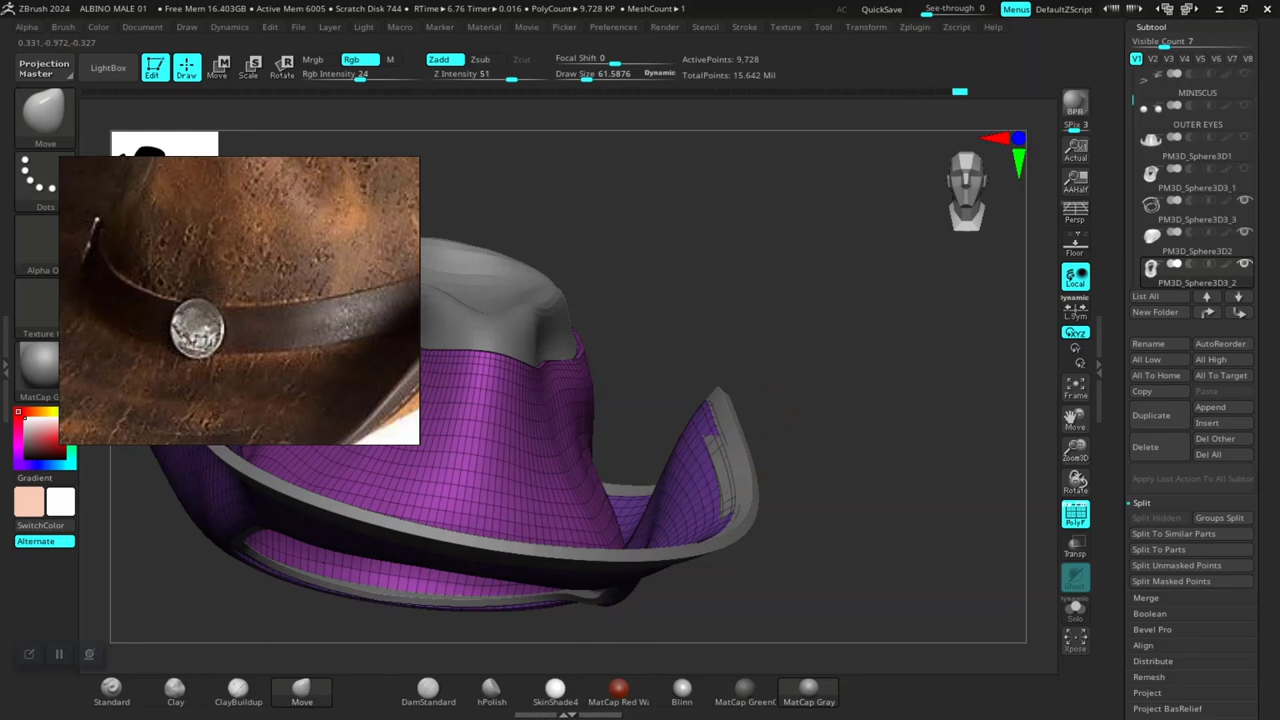 ZBrush 2024 ALBINO MALE 01 • Free Mem 16.403GB • Active Mem 6005 • Scratch Disk 744 • RTime▸6.76 Timer▸0.016 • PolyCount▸9.728 KP • MeshCount▸1
AC QuickSave See-through 0 Menus DefaultZScript
Alpha Brush Color Document Draw Dynamics Edit File Layer Light Macro Marker Material Movie Picker Preferences Render Stencil Stroke Texture Tool Transform Zplugin Zscript Help
0.331,-0.972,-0.327
Projection Master
LightBox
Edit
Draw
Move
Scale
Rotate
Mrgb Rgb M
Rgb Intensity 24
Zadd Zsub
Z Intensity 51
Focal Shift 0
Draw Size 61.5876 Dynamic
ActivePoints: 9,728
TotalPoints: 15.642 Mil
Move
Dots
Alpha O
Texture
MatCap G
Gradient
SwitchColor
Alternate
BPR
SPix 3
Actual
AAHalf
Persp
Floor
Local
Dynamic
L.Sym
XYZ
Frame
Move
Zoom3D
Rotate
PolyF
Transp
Ghost
Dynamic
Solo
Xpose
Subtool
Visible Count 7
V1 V2 V3 V4 V5 V6 V7 V8
MINISCUS
OUTER EYES
PM3D_Sphere3D1
PM3D_Sphere3D3_1
PM3D_Sphere3D3_3
PM3D_Sphere3D2
PM3D_Sphere3D3_2
List All
New Folder
Rename AutoReorder
All Low All High
All To Home All To Target
Copy Paste
Duplicate Append
Insert
Delete Del Other
Del All
Apply Last Action To All Subtoo
Split
Split Hidden Groups Split
Split To Similar Parts
Split To Parts
Split Unmasked Points
Split Masked Points
Merge
Boolean
Bevel Pro
Align
Distribute
Remesh
Project
Project BasRelief
Standard Clay ClayBuildup Move DamStandard hPolish SkinShade4 MatCap Red Wa Blinn MatCap GreenC MatCap Gray